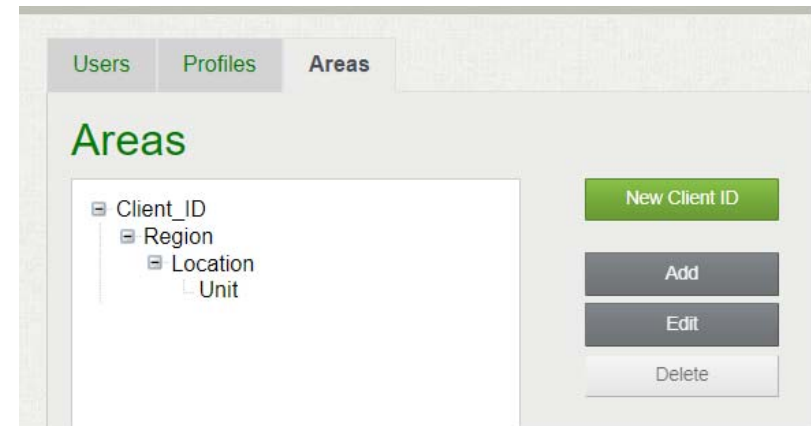 Users Profiles Areas
Areas
Client_ID
Region
Location
Unit
New Client ID
Add
Edit
Delete